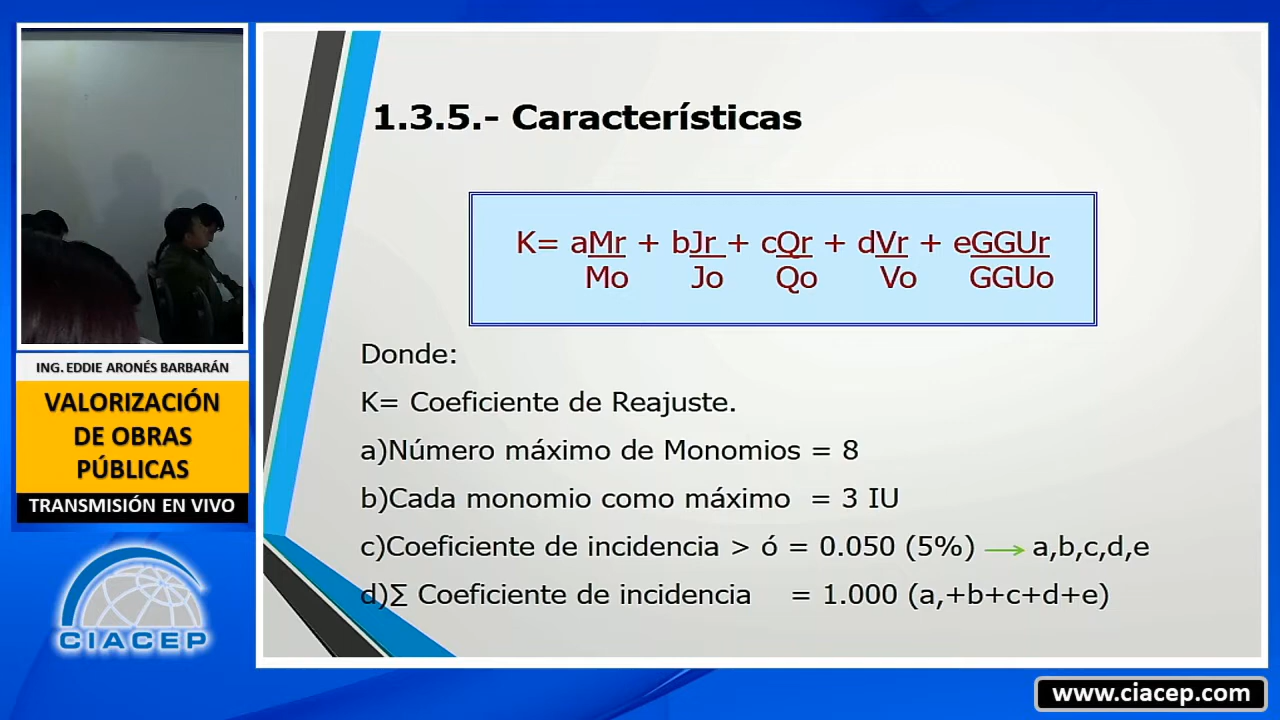 1.3.5.- Características
K= aMr + bJr + cQr + dVr + eGGUr
Mo Jo Qo Vo GGUo
Donde:
K= Coeficiente de Reajuste.
a)Número máximo de Monomios = 8
b)Cada monomio como máximo = 3 IU
c)Coeficiente de incidencia > ó = 0.050 (5%) → a,b,c,d,e
d)∑ Coeficiente de incidencia = 1.000 (a,+b+c+d+e)
ING. EDDIE ARONÉS BARBARÁN
VALORIZACIÓN
DE OBRAS
PÚBLICAS
TRANSMISIÓN EN VIVO
CIACEP
www.ciacep.com